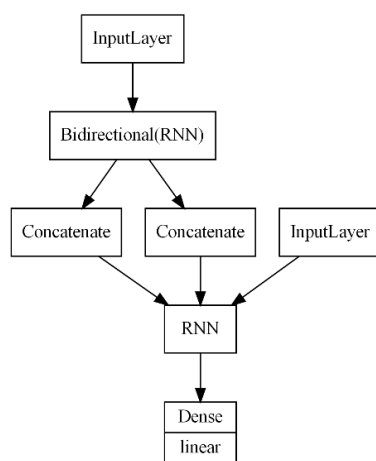 InputLayer
Bidirectional(RNN)
Concatenate
Concatenate
InputLayer
RNN
Dense
linear